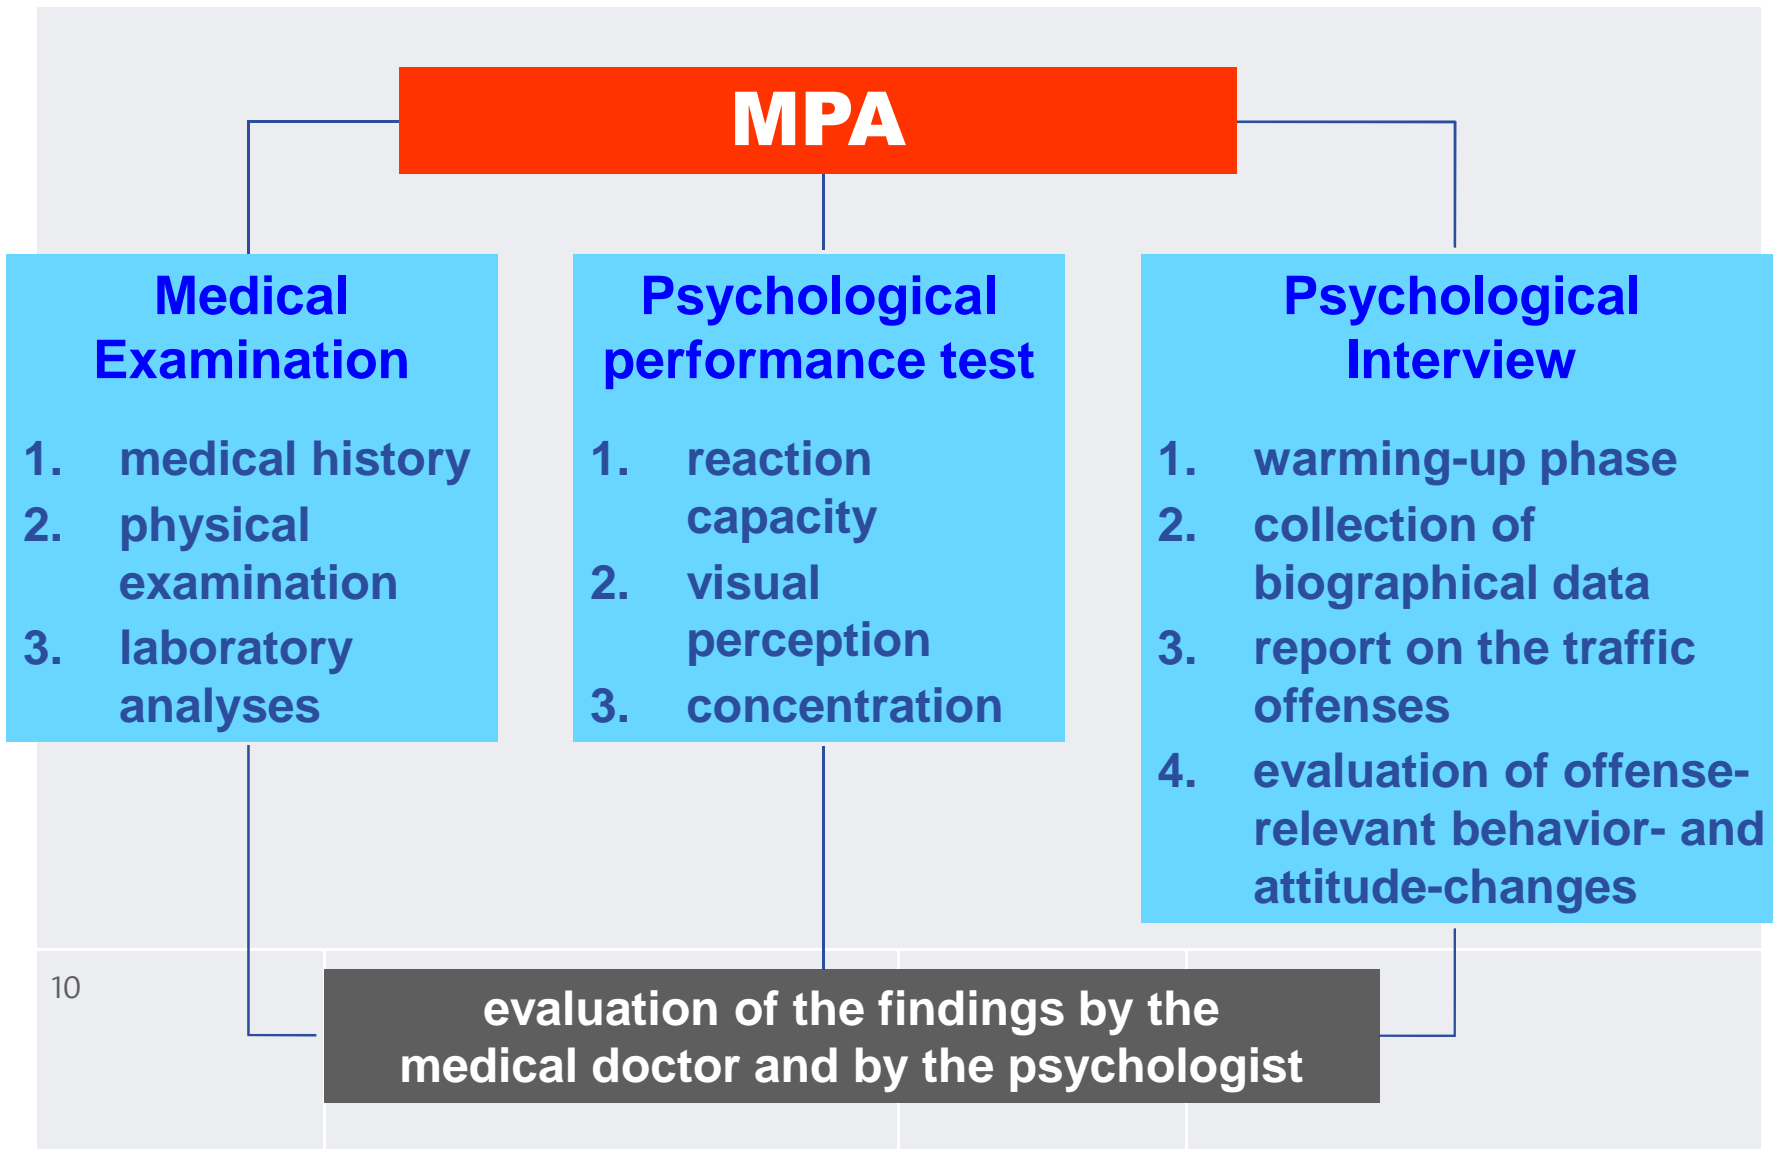 MPA
Medical
Examination
1. medical history
2. physical
examination
3. laboratory
analyses
Psychological
performance test
1. reaction
capacity
2. visual
perception
3. concentration
Psychological
Interview
1. warming-up phase
2. collection of
biographical data
3. report on the traffic
offenses
4. evaluation of offense-
relevant behavior- and
attitude-changes
10
evaluation of the findings by the
medical doctor and by the psychologist